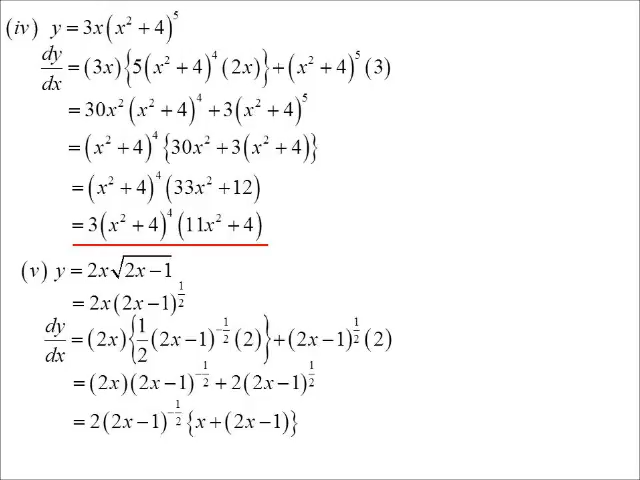 (iv) y = 3x(x² + 4)⁵
dy/dx = (3x){5(x² + 4)⁴(2x)} + (x² + 4)⁵(3)
= 30x²(x² + 4)⁴ + 3(x² + 4)⁵
= (x² + 4)⁴{30x² + 3(x² + 4)}
= (x² + 4)⁴(33x² + 12)
= 3(x² + 4)⁴(11x² + 4)
(v) y = 2x√(2x − 1)
= 2x(2x − 1)^(1/2)
dy/dx = (2x){1/2(2x − 1)^(−1/2)(2)} + (2x − 1)^(1/2)(2)
= (2x)(2x − 1)^(−1/2) + 2(2x − 1)^(1/2)
= 2(2x − 1)^(−1/2){x + (2x − 1)}